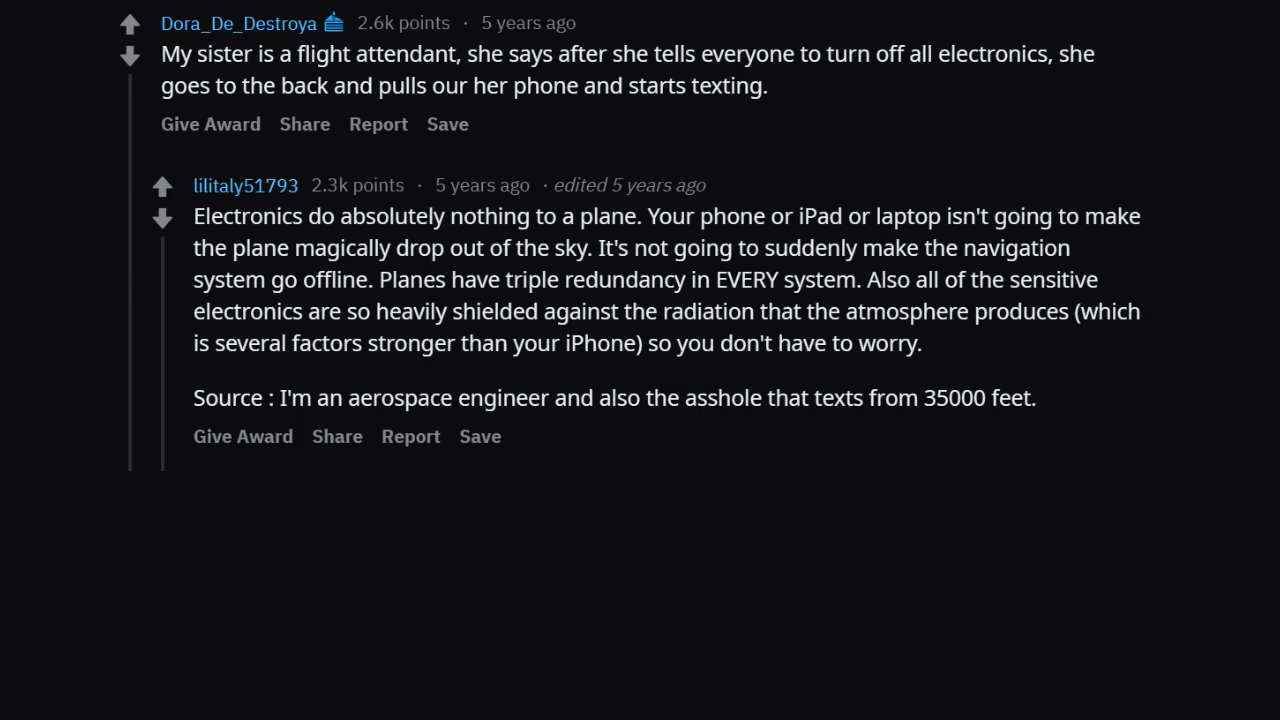 Dora_De_Destroya 2.6k points · 5 years ago
My sister is a flight attendant, she says after she tells everyone to turn off all electronics, she
goes to the back and pulls our her phone and starts texting.
Give Award Share Report Save
lilitaly51793 2.3k points · 5 years ago · edited 5 years ago
Electronics do absolutely nothing to a plane. Your phone or iPad or laptop isn't going to make
the plane magically drop out of the sky. It's not going to suddenly make the navigation
system go offline. Planes have triple redundancy in EVERY system. Also all of the sensitive
electronics are so heavily shielded against the radiation that the atmosphere produces (which
is several factors stronger than your iPhone) so you don't have to worry.
Source : I'm an aerospace engineer and also the asshole that texts from 35000 feet.
Give Award Share Report Save